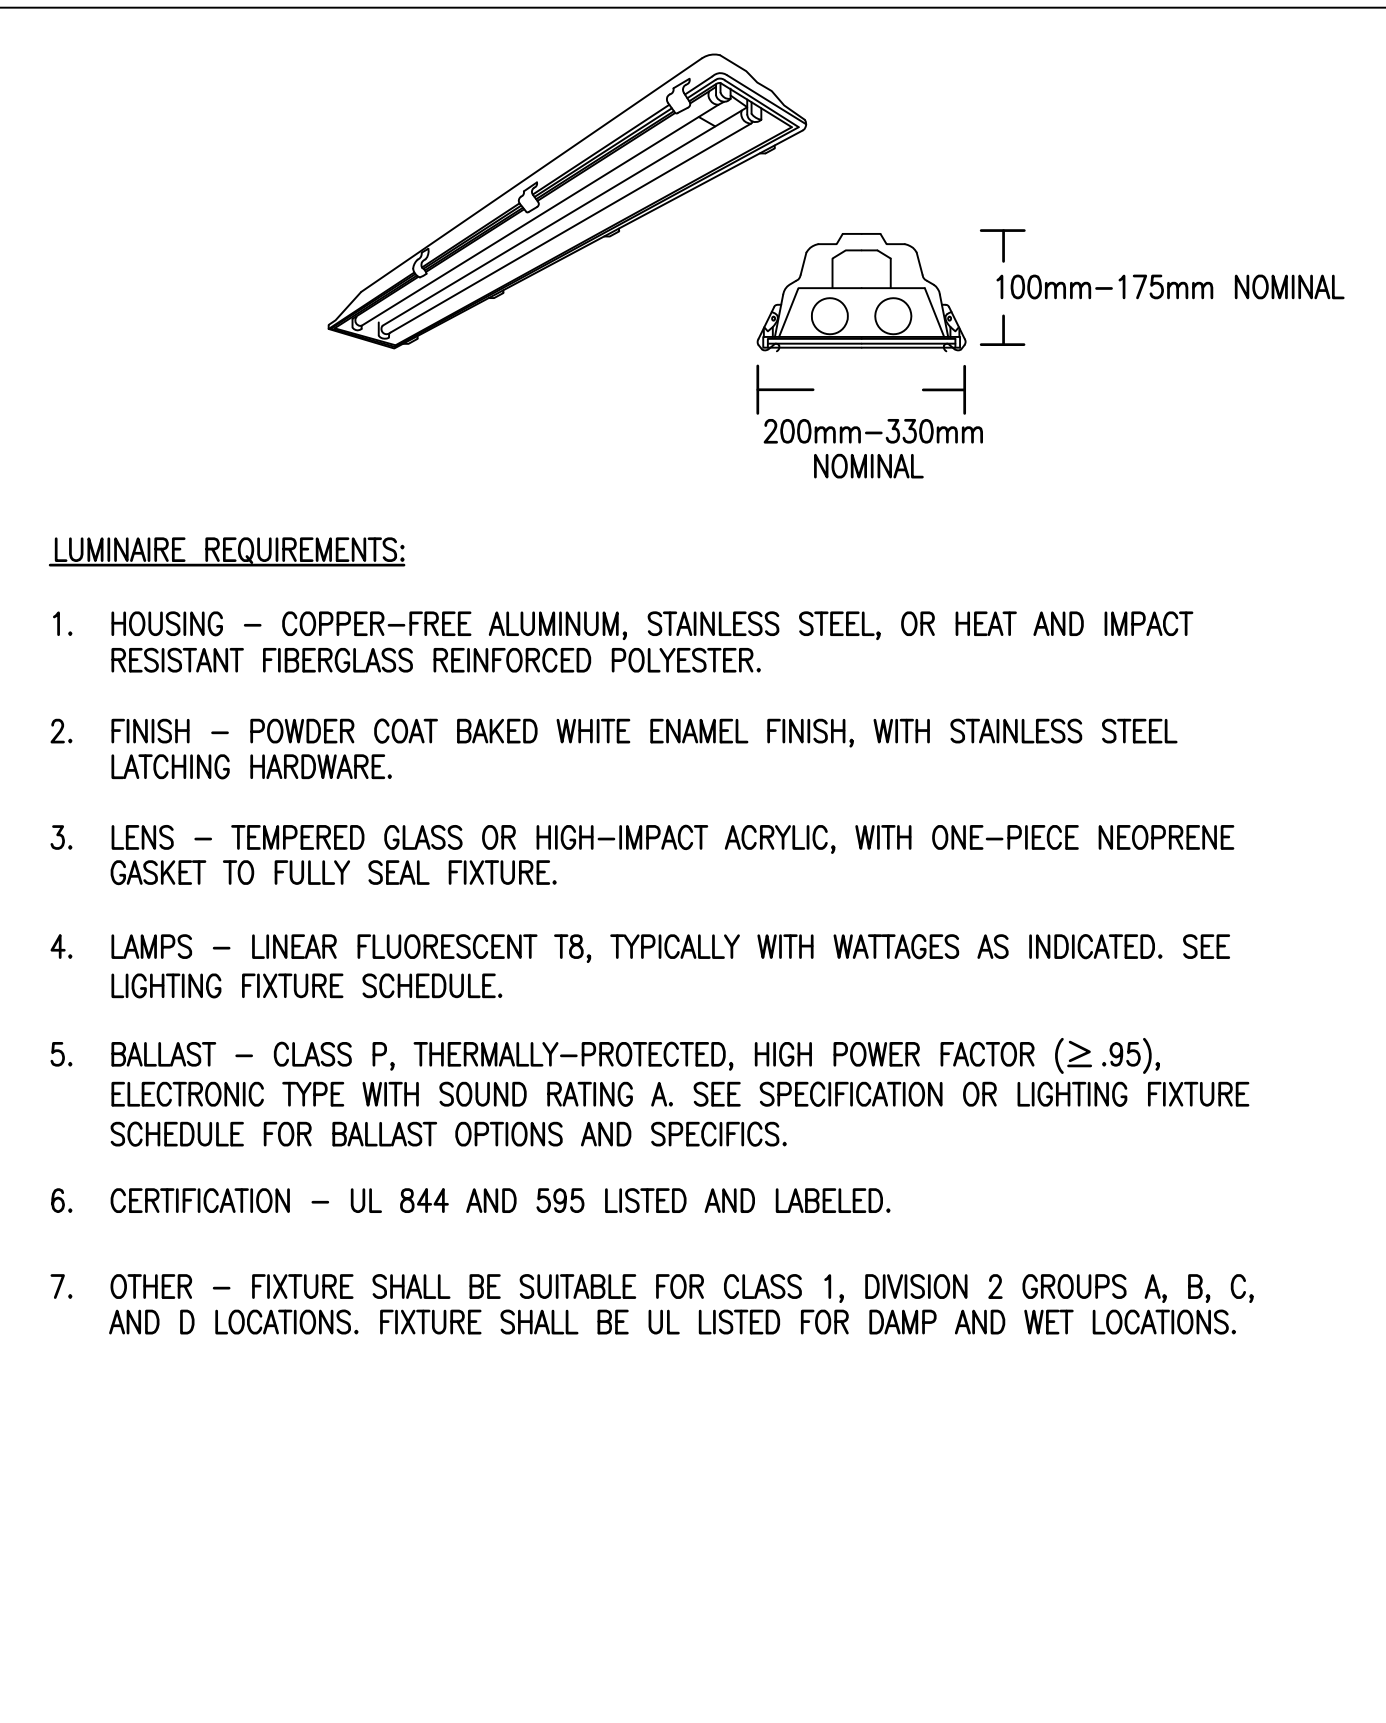 100mm-175mm NOMINAL
200mm-330mm
NOMINAL
LUMINAIRE REQUIREMENTS:
1. HOUSING - COPPER-FREE ALUMINUM, STAINLESS STEEL, OR HEAT AND IMPACT
RESISTANT FIBERGLASS REINFORCED POLYESTER.
2. FINISH - POWDER COAT BAKED WHITE ENAMEL FINISH, WITH STAINLESS STEEL
LATCHING HARDWARE.
3. LENS - TEMPERED GLASS OR HIGH-IMPACT ACRYLIC, WITH ONE-PIECE NEOPRENE
GASKET TO FULLY SEAL FIXTURE.
4. LAMPS - LINEAR FLUORESCENT T8, TYPICALLY WITH WATTAGES AS INDICATED. SEE
LIGHTING FIXTURE SCHEDULE.
5. BALLAST - CLASS P, THERMALLY-PROTECTED, HIGH POWER FACTOR (≥ .95),
ELECTRONIC TYPE WITH SOUND RATING A. SEE SPECIFICATION OR LIGHTING FIXTURE
SCHEDULE FOR BALLAST OPTIONS AND SPECIFICS.
6. CERTIFICATION - UL 844 AND 595 LISTED AND LABELED.
7. OTHER - FIXTURE SHALL BE SUITABLE FOR CLASS 1, DIVISION 2 GROUPS A, B, C,
AND D LOCATIONS. FIXTURE SHALL BE UL LISTED FOR DAMP AND WET LOCATIONS.